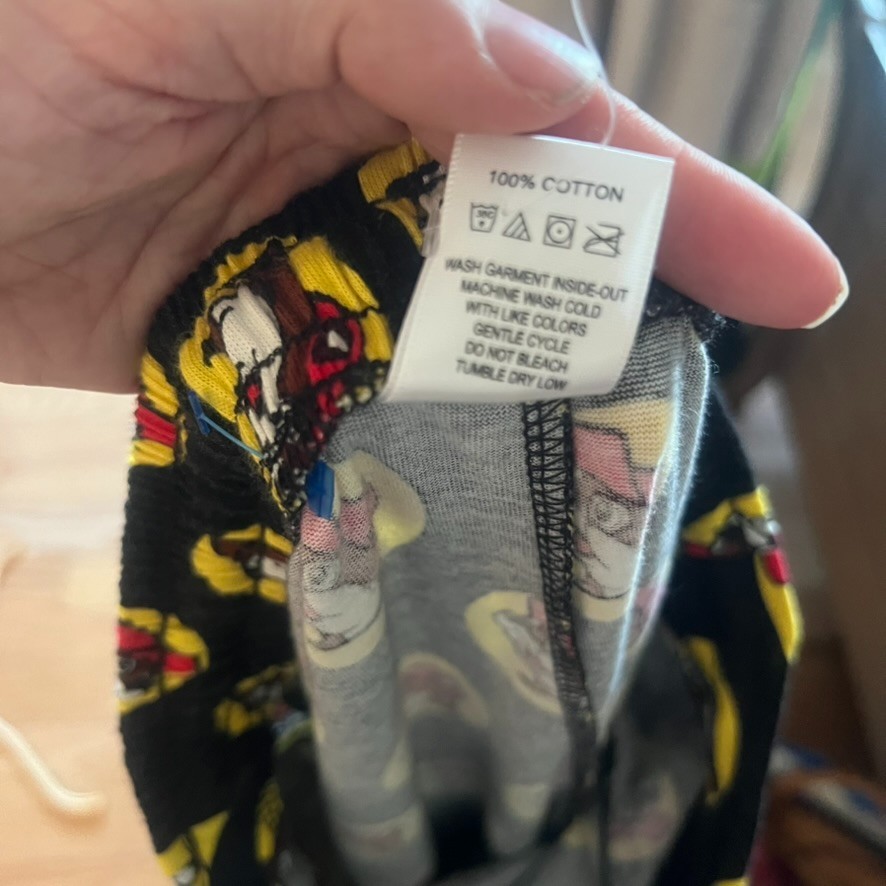 100% COTTON
30C
WASH GARMENT INSIDE-OUT
MACHINE WASH COLD
WITH LIKE COLORS
GENTLE CYCLE
DO NOT BLEACH
TUMBLE DRY LOW